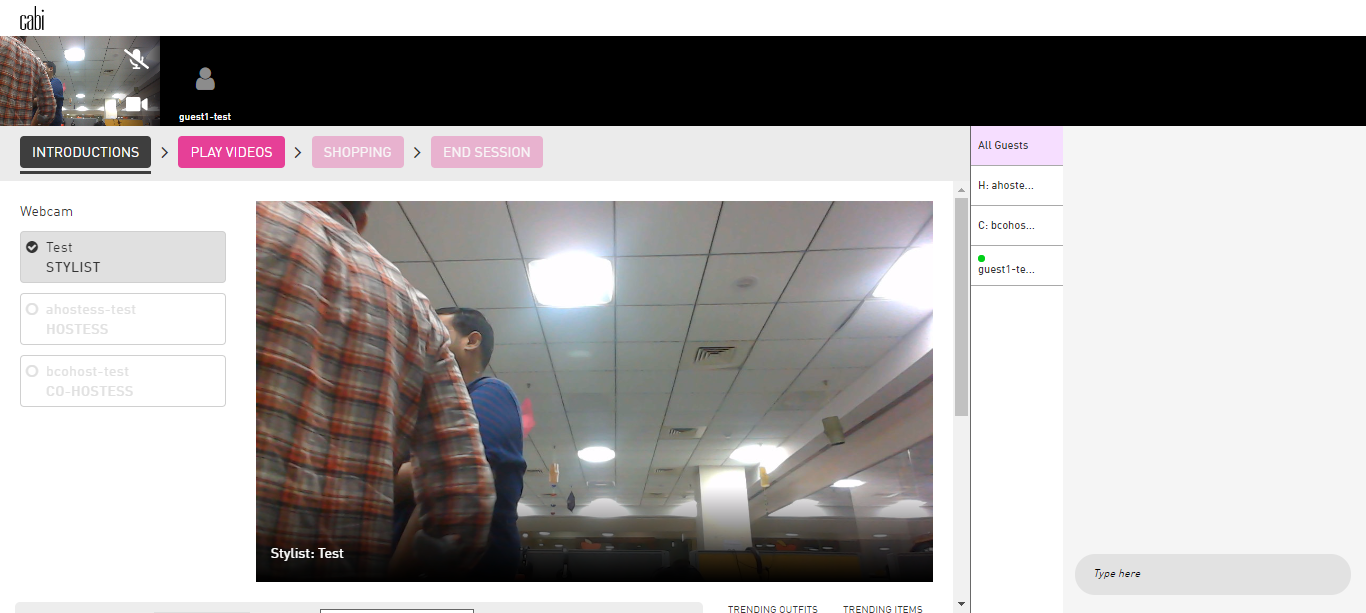 cabi
guest1-test
INTRODUCTIONS
PLAY VIDEOS
SHOPPING
END SESSION
All Guests
H: ahoste...
C: bcohos...
guest1-te...
Webcam
Test
STYLIST
ahostess-test
HOSTESS
bcohost-test
CO-HOSTESS
Stylist: Test
Type here
TRENDING OUTFITS
TRENDING ITEMS